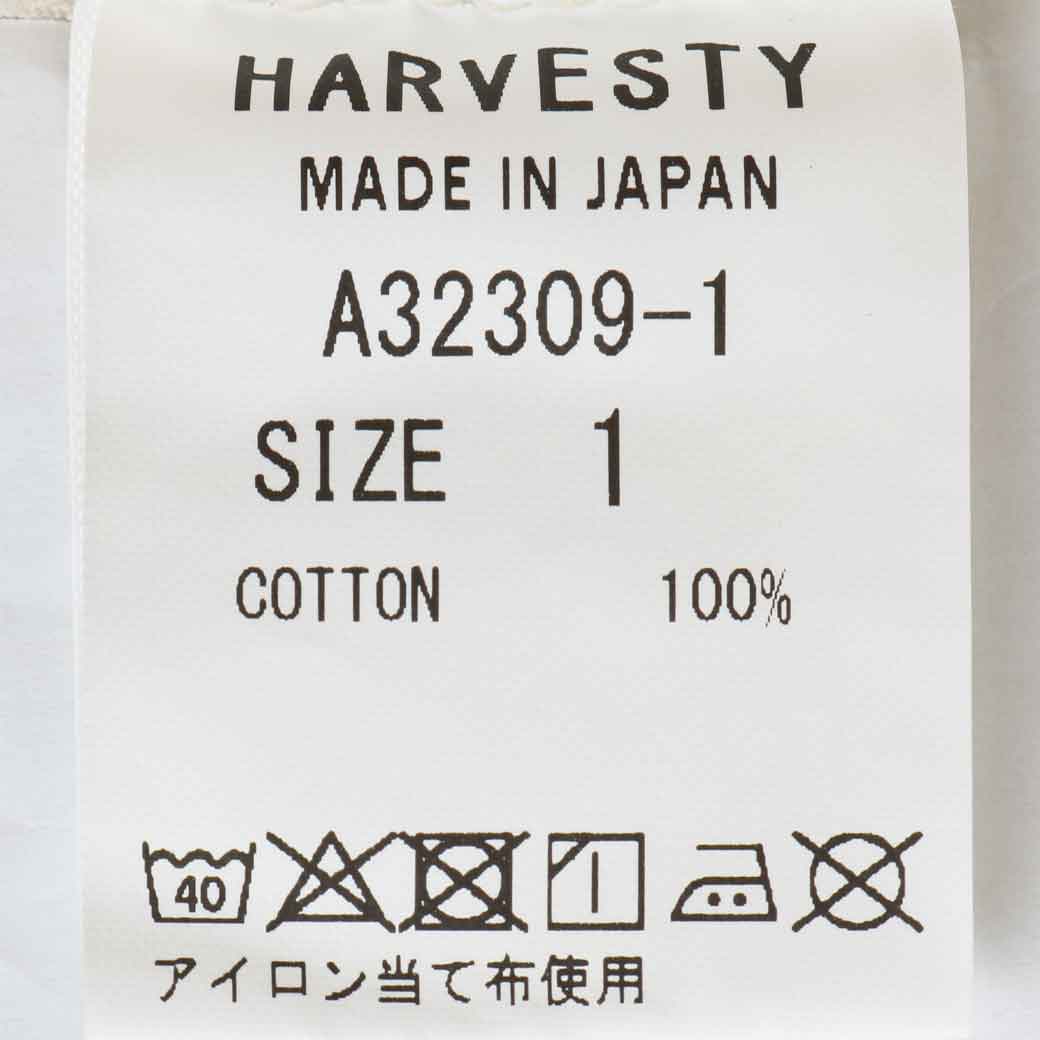 HARVESTY
MADE IN JAPAN
A32309-1
SIZE 1
COTTON 100%
40
アイロン当て布使用